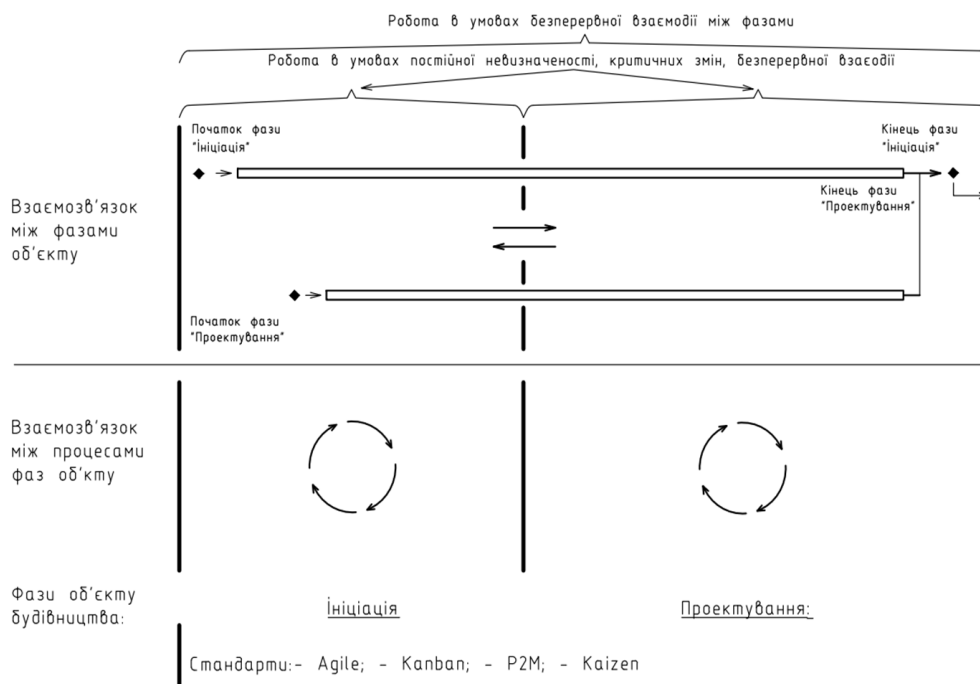 Робота в умовах безперервної взаємодії між фазами
Робота в умовах постійної невизначеності, критичних змін, безперервної взаєодії
Початок фази
"Ініціація"
Кінець фази
"Ініціація"
Кінець фази
"Проектування"
Взаємозв'язок
між фазами
об'єкту
Початок фази
"Проектування"
Взаємозв'язок
між процесами
фаз об'кту
Фази об'єкту
будівництва:
Ініціація
Проектування:
Стандарти:- Agile; - Kanban; - P2M; - Kaizen